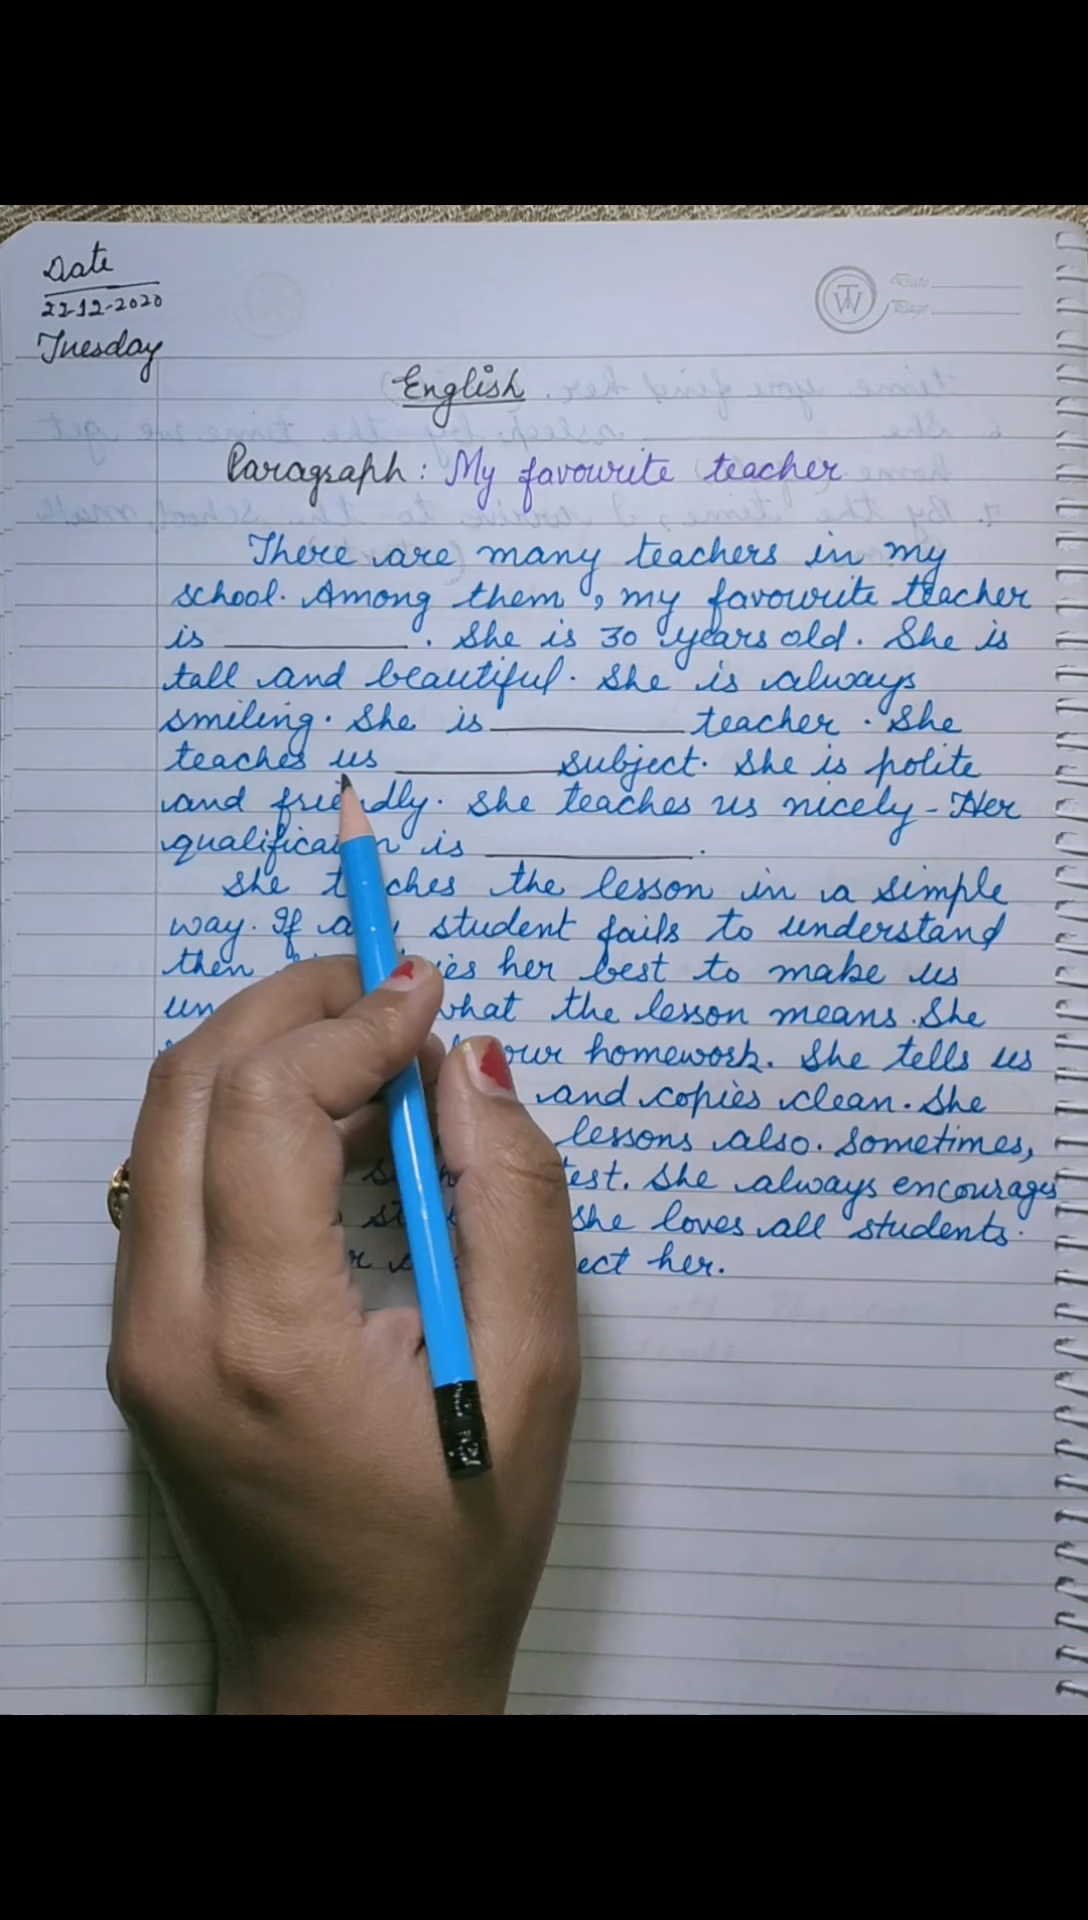 Date
22-12-2020
Tuesday
Date
Page
TW
English
Paragraph: My favourite teacher
There are many teachers in my
school. Among them, my favourite teacher
is ________. She is 30 years old. She is
tall and beautiful. She is always
smiling. She is ________ teacher. She
teaches us ________ subject. She is polite
and friendly. She teaches us nicely. Her
is ________.
She the lesson in a simple
way. If student fails to understand
then her best to make us
what the lesson means. She
our homework. She tells us
and copies clean. She
lessons also. Sometimes,
test. She always encourages
she loves all students.
her.